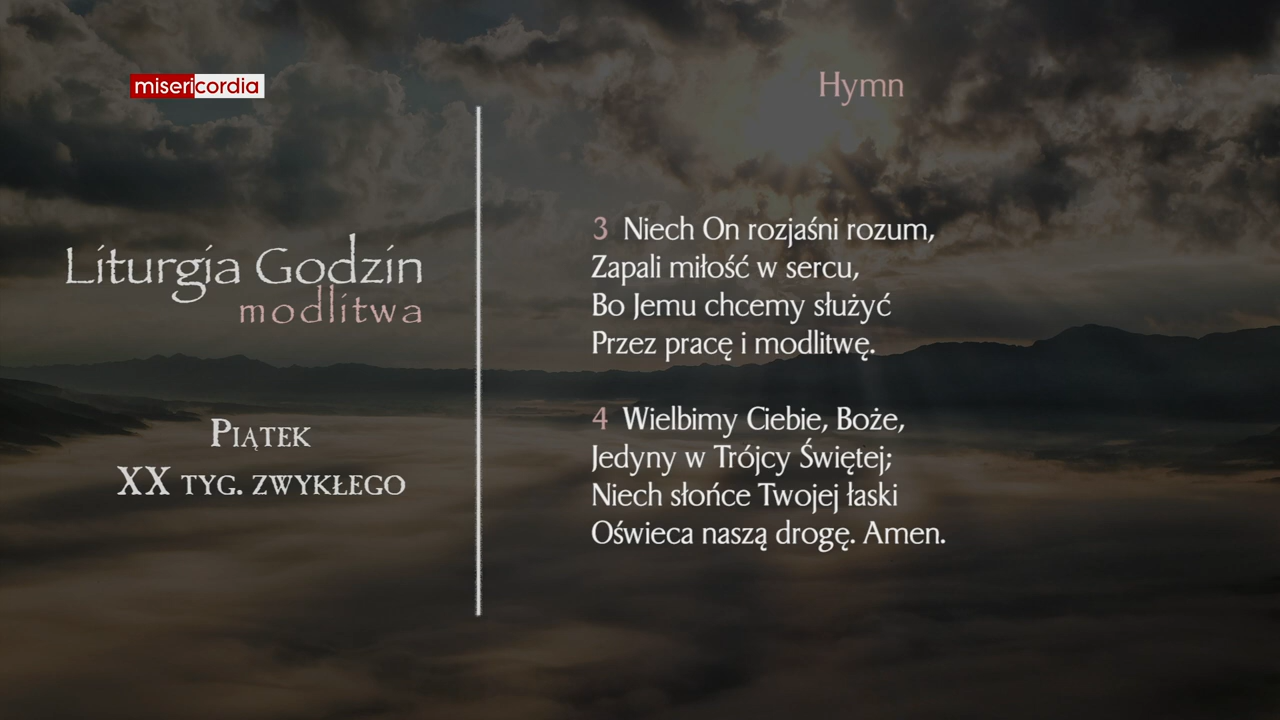 misericordia
Liturgia Godzin
modlitwa
Piątek
XX tyg. zwykłego
Hymn
3 Niech On rozjaśni rozum,
Zapali miłość w sercu,
Bo Jemu chcemy służyć
Przez pracę i modlitwę.
4 Wielbimy Ciebie, Boże,
Jedyny w Trójcy Świętej;
Niech słońce Twojej łaski
Oświeca naszą drogę. Amen.